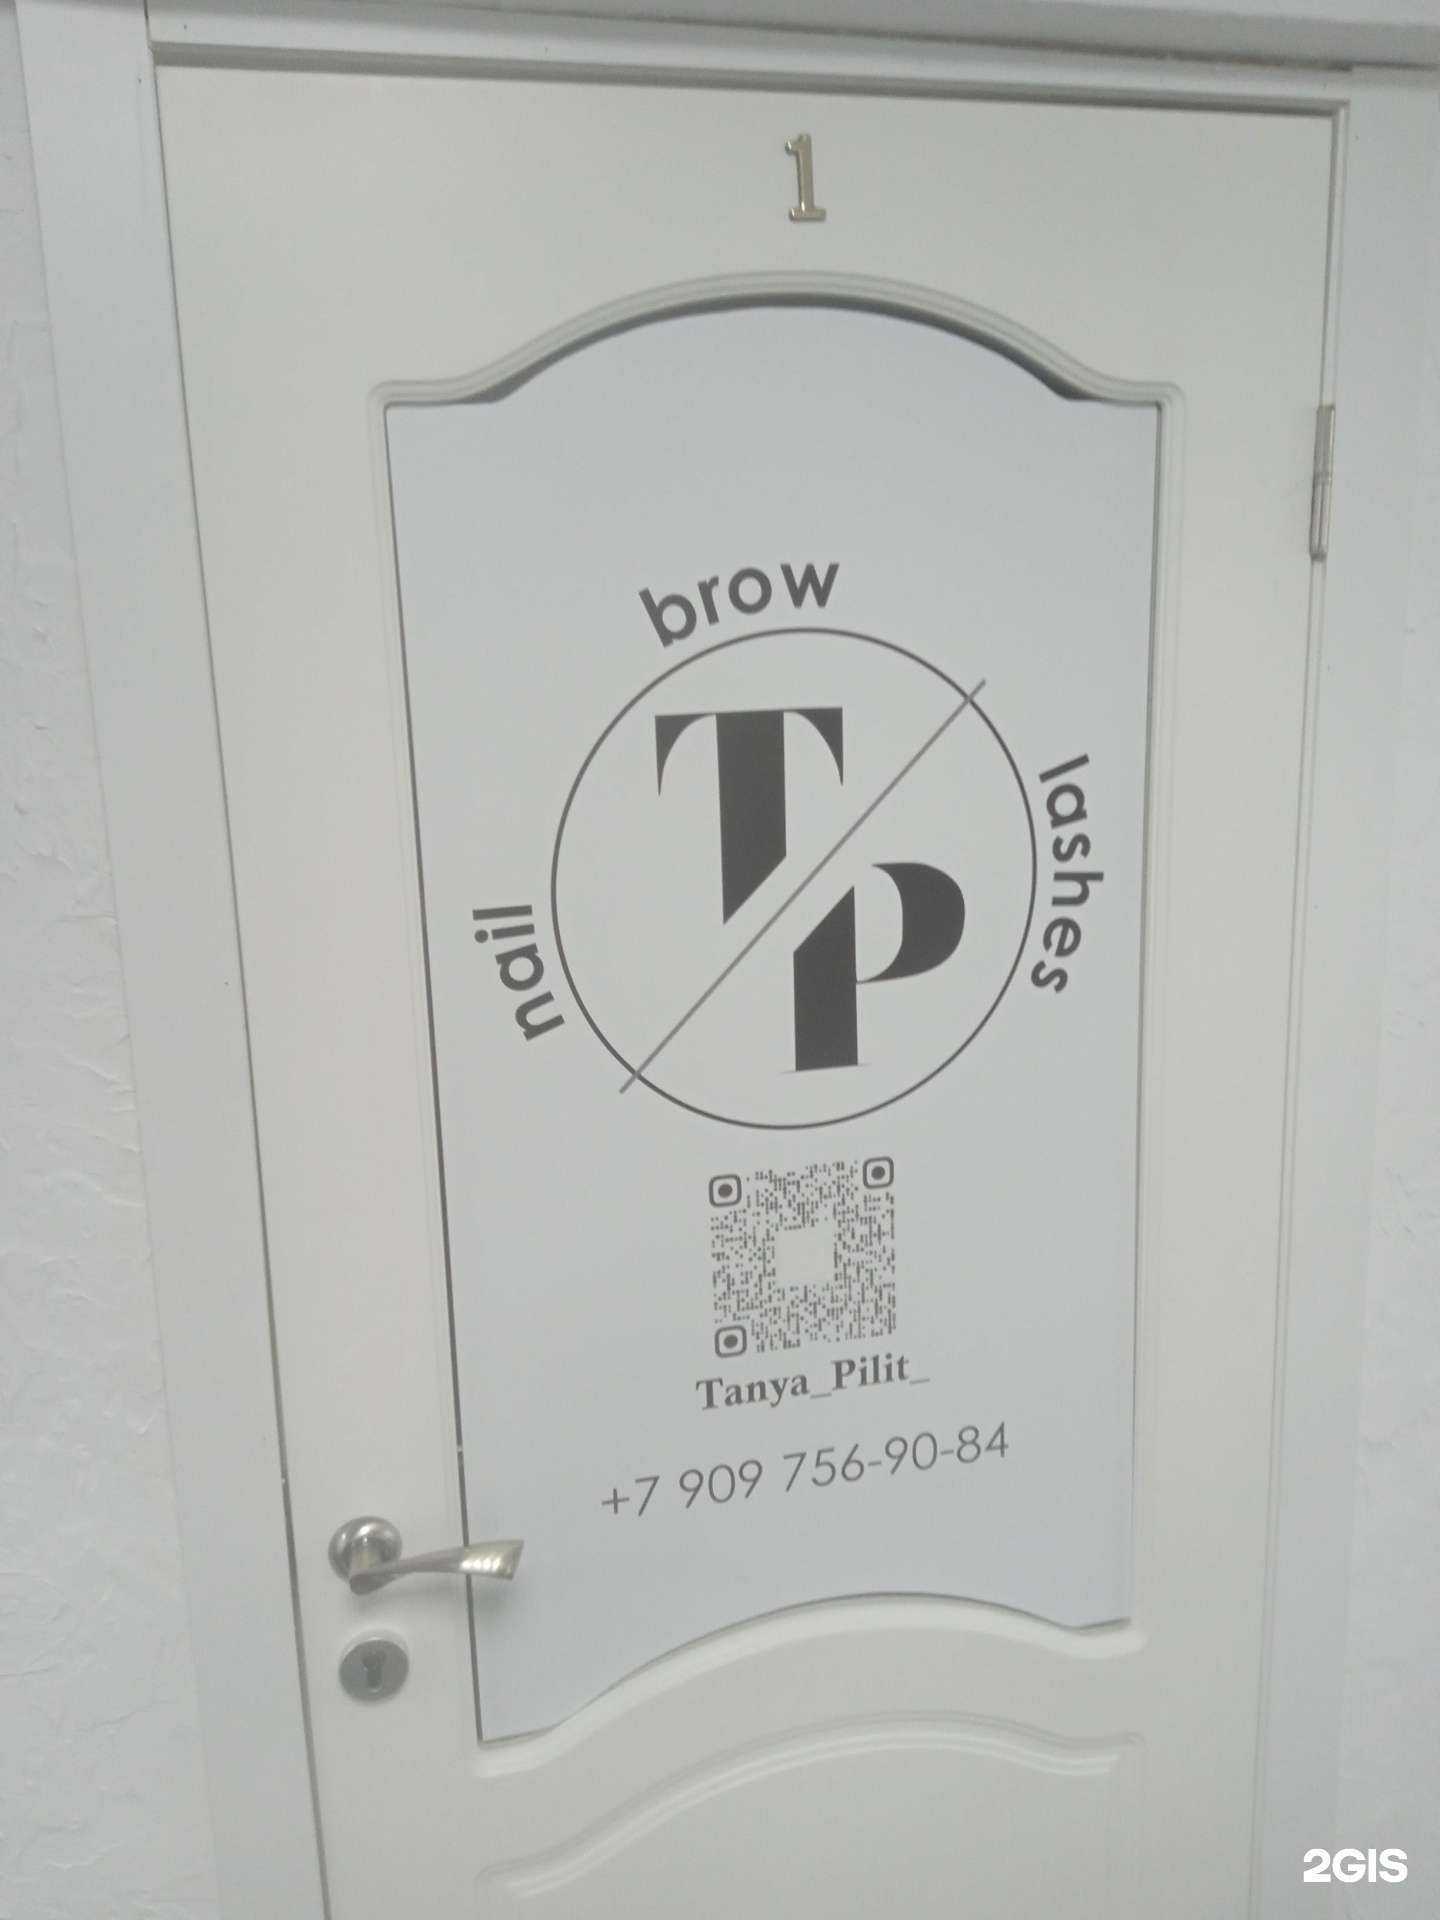 1
brow
lashes
nail
TP
Tanya_Pilit_
+7 909 756-90-84
2GIS